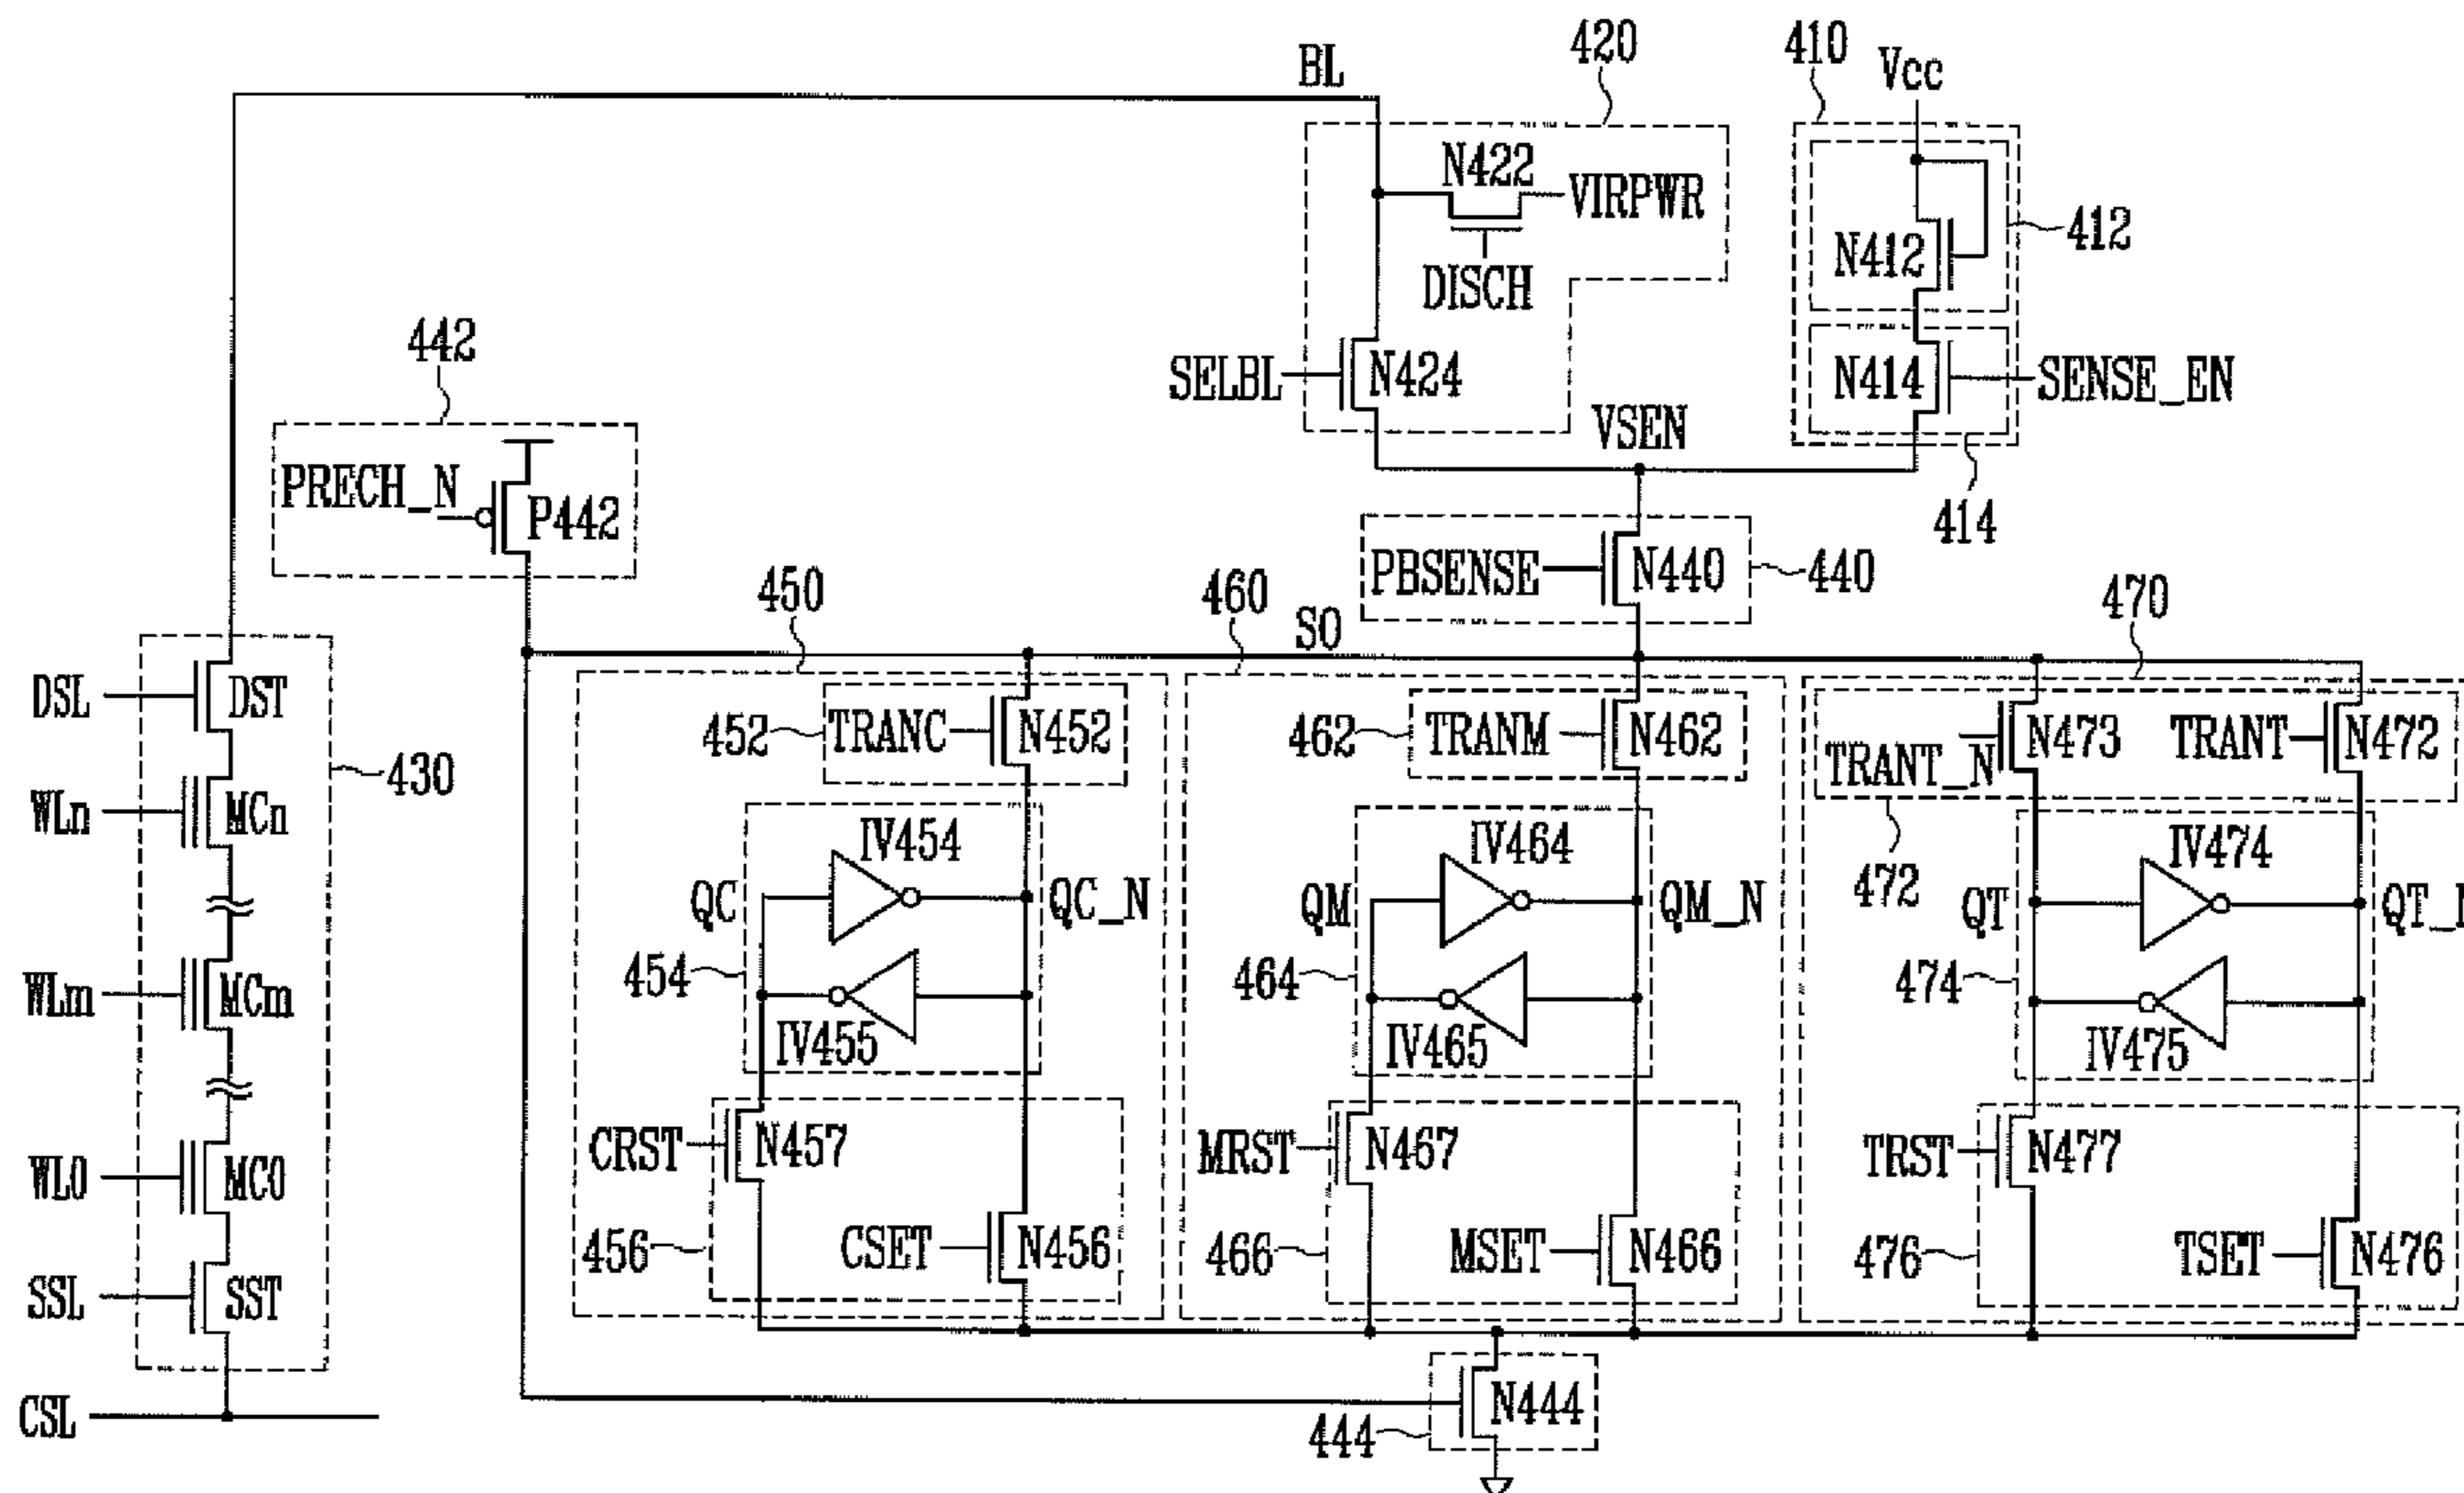 420
410
Vcc
BL
N422
VIRPWR
412
N412
DISCH
442
SELBL
N424
N414
SENSE_EN
VSEN
PRECH_N
P442
414
PBSENSE
N440
440
450
460
SO
470
DSL
DST
452
TRANC
N452
462
TRANM
N462
TRANT_N
N473
TRANT
N472
430
WLn
MCn
IV454
IV464
IV474
472
QC
QC_N
QM
QM_N
QT
454
464
474
WLm
MCm
IV455
IV465
IV475
CRST
N457
MRST
N467
TRST
N477
WL0
MC0
456
CSET
N456
466
MSET
N466
476
TSET
N476
SSL
SST
CSL
444
N444